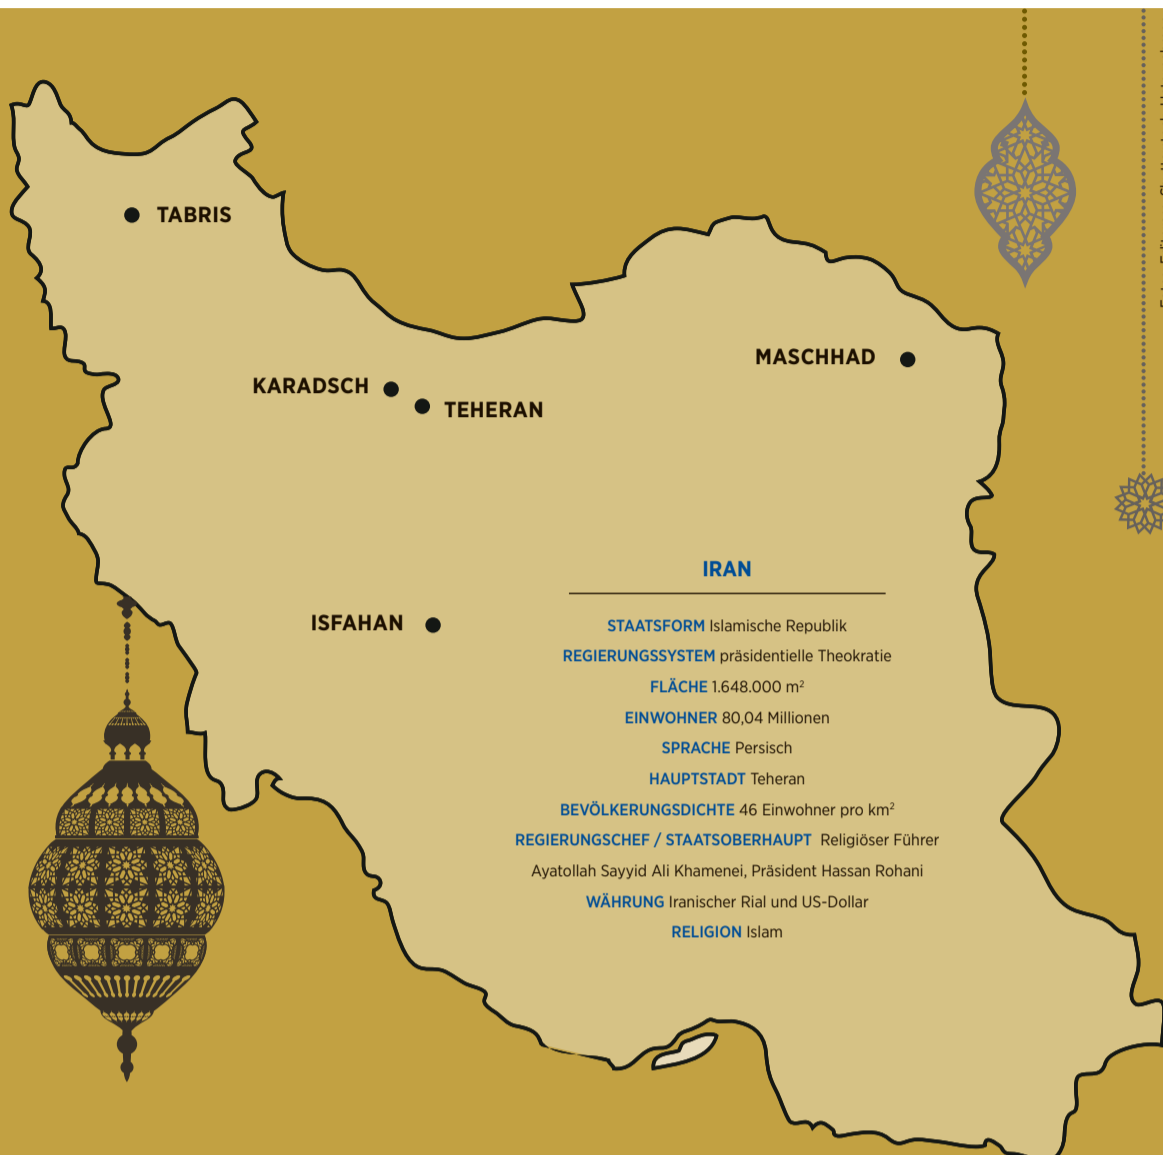 TABRIS
MASCHHAD
KARADSCH
TEHERAN
ISFAHAN
IRAN
STAATSFORM Islamische Republik
REGIERUNGSSYSTEM präsidentielle Theokratie
FLÄCHE 1.648.000 m²
EINWOHNER 80,04 Millionen
SPRACHE Persisch
HAUPTSTADT Teheran
BEVÖLKERUNGSDICHTE 46 Einwohner pro km²
REGIERUNGSCHEF / STAATSOBERHAUPT Religiöser Führer
Ayatollah Sayyid Ali Khamenei, Präsident Hassan Rohani
WÄHRUNG Iranischer Rial und US-Dollar
RELIGION Islam